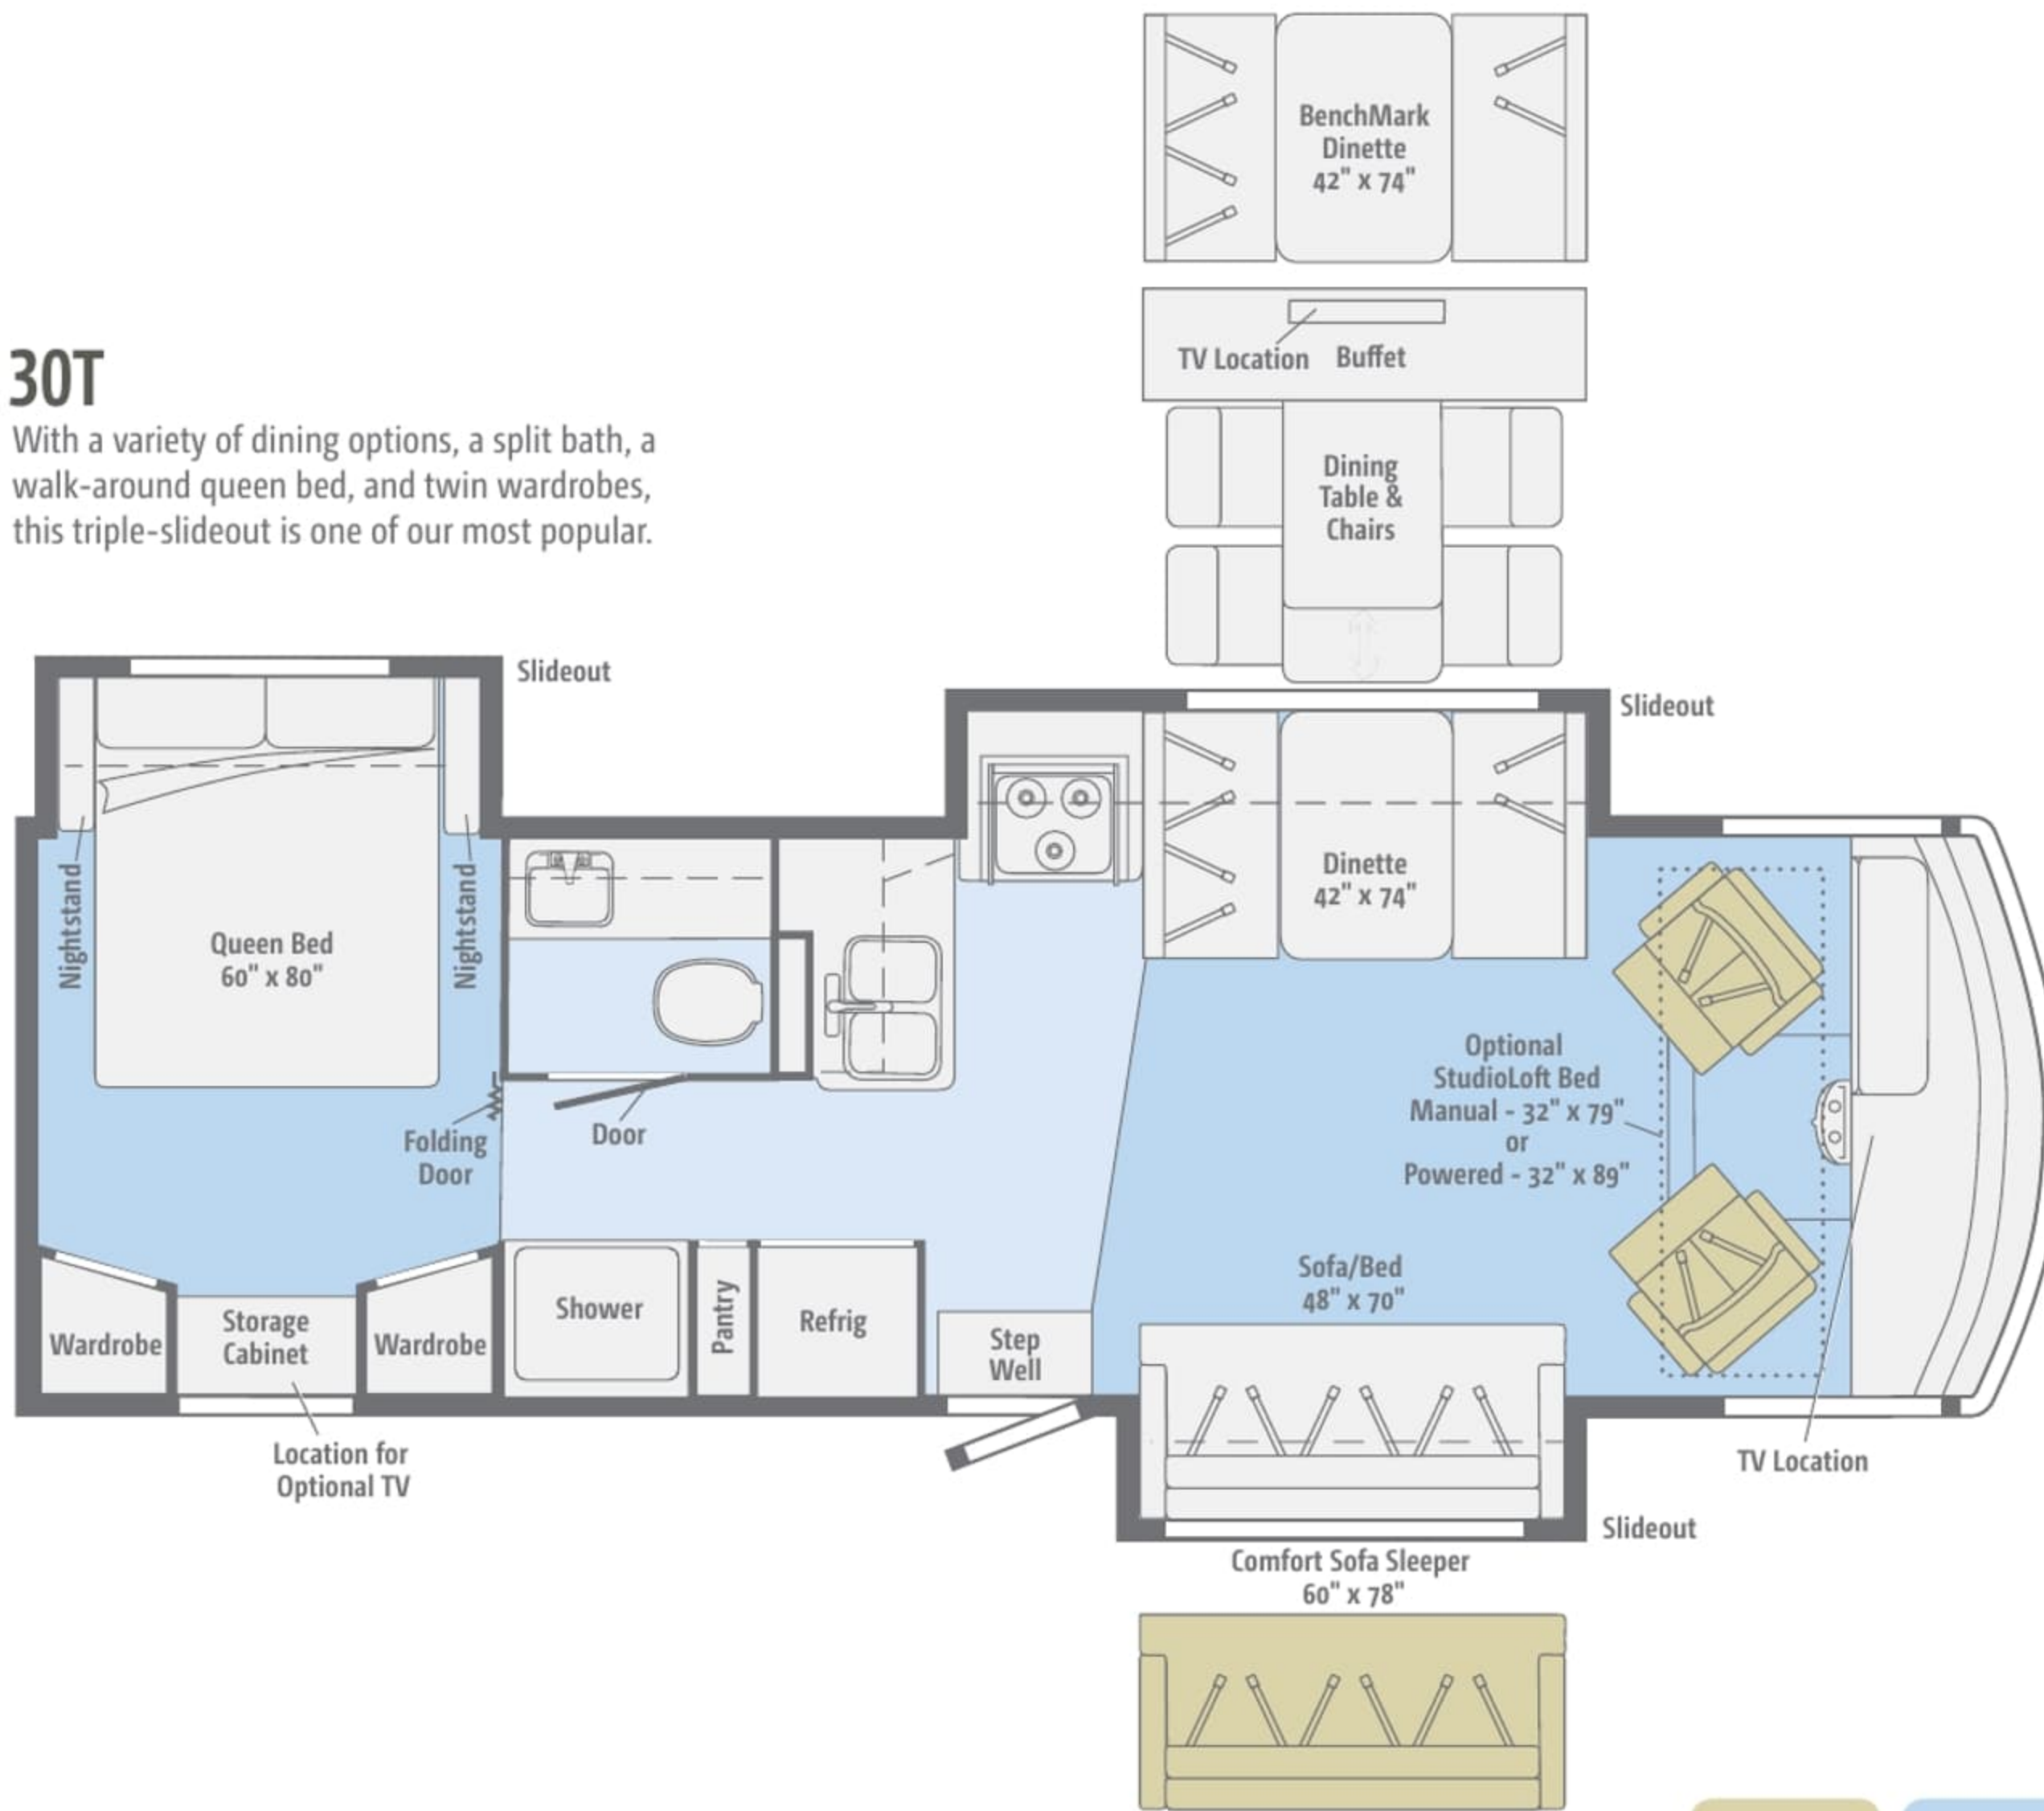 BenchMark
Dinette
42" x 74"
TV Location Buffet
30T
With a variety of dining options, a split bath, a
walk-around queen bed, and twin wardrobes,
this triple-slideout is one of our most popular.
Dining
Table &
Chairs
Slideout
Slideout
Nightstand
Queen Bed
60" x 80"
Nightstand
Dinette
42" x 74"
Folding
Door
Door
Optional
StudioLoft Bed
Manual - 32" x 79"
or
Powered - 32" x 89"
Sofa/Bed
48" x 70"
Wardrobe
Storage
Cabinet
Wardrobe
Shower
Pantry
Refrig
Step
Well
Location for
Optional TV
TV Location
Slideout
Comfort Sofa Sleeper
60" x 78"